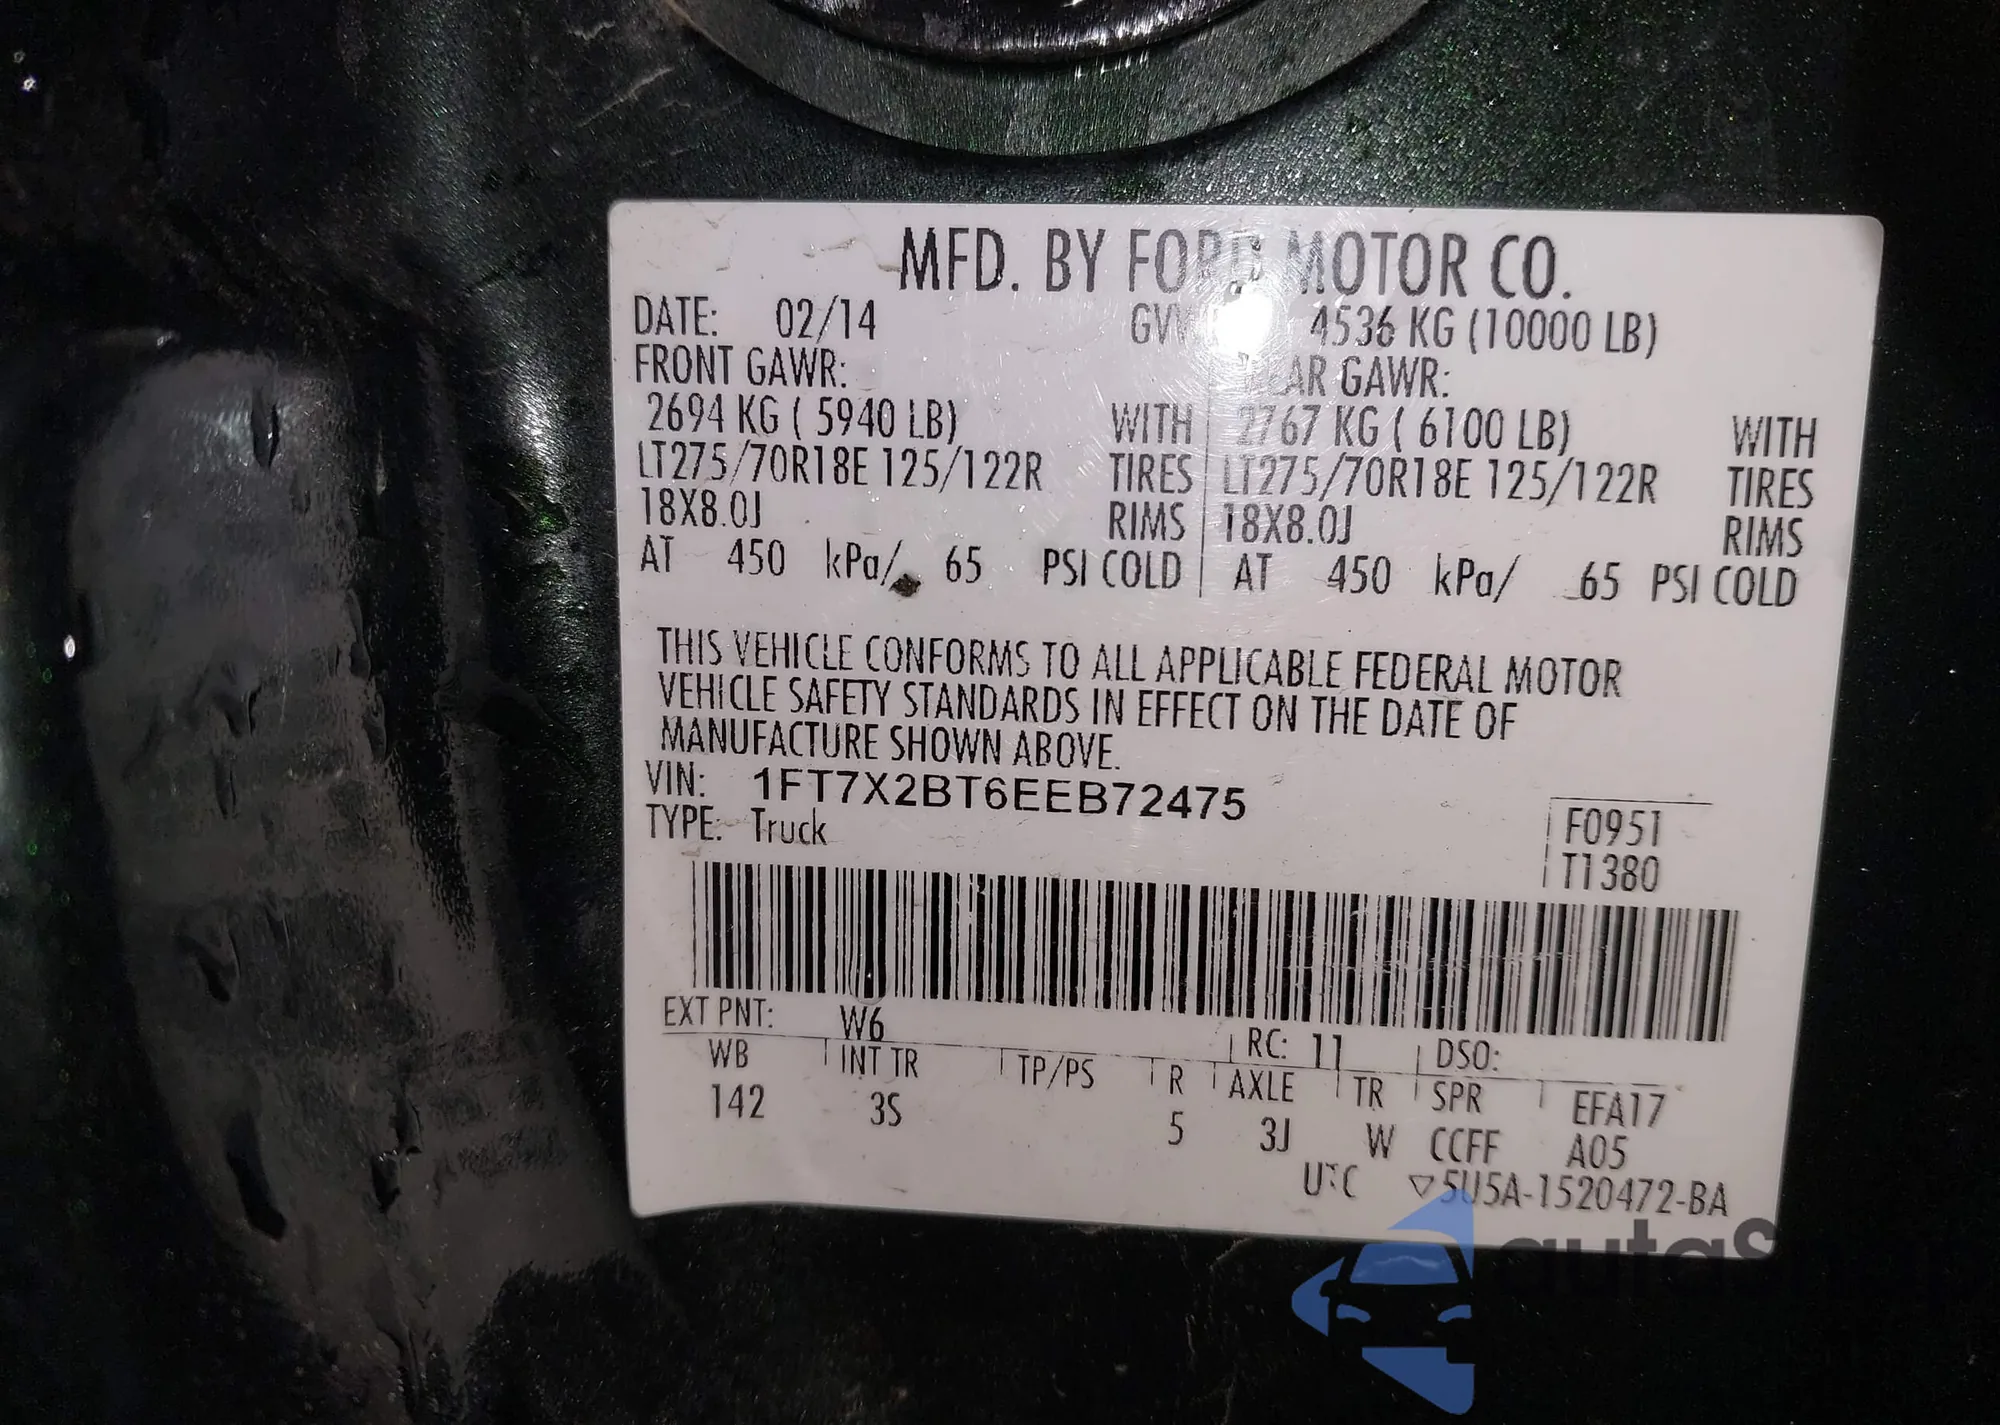 MFD. BY FORD MOTOR CO.
DATE: 02/14 4536 KG (10000 LB)
FRONT GAWR: REAR GAWR:
2694 KG ( 5940 LB) WITH 2767 KG ( 6100 LB) WITH
LT275/70R18E 125/122R TIRES LT275/70R18E 125/122R TIRES
18X8.0J RIMS 18X8.0J RIMS
AT 450 kPa/ 65 PSI COLD AT 450 kPa/ 65 PSI COLD
THIS VEHICLE CONFORMS TO ALL APPLICABLE FEDERAL MOTOR
VEHICLE SAFETY STANDARDS IN EFFECT ON THE DATE OF
MANUFACTURE SHOWN ABOVE.
VIN: 1FT7X2BT6EEB72475
TYPE: Truck
F0951
T1380
EXT PNT: W6 RC: 11 DSO:
WB INT TR TP/PS R AXLE TR SPR EFA17
142 3S 5 3J W CCFF A05
▽5U5A-1520472-BA